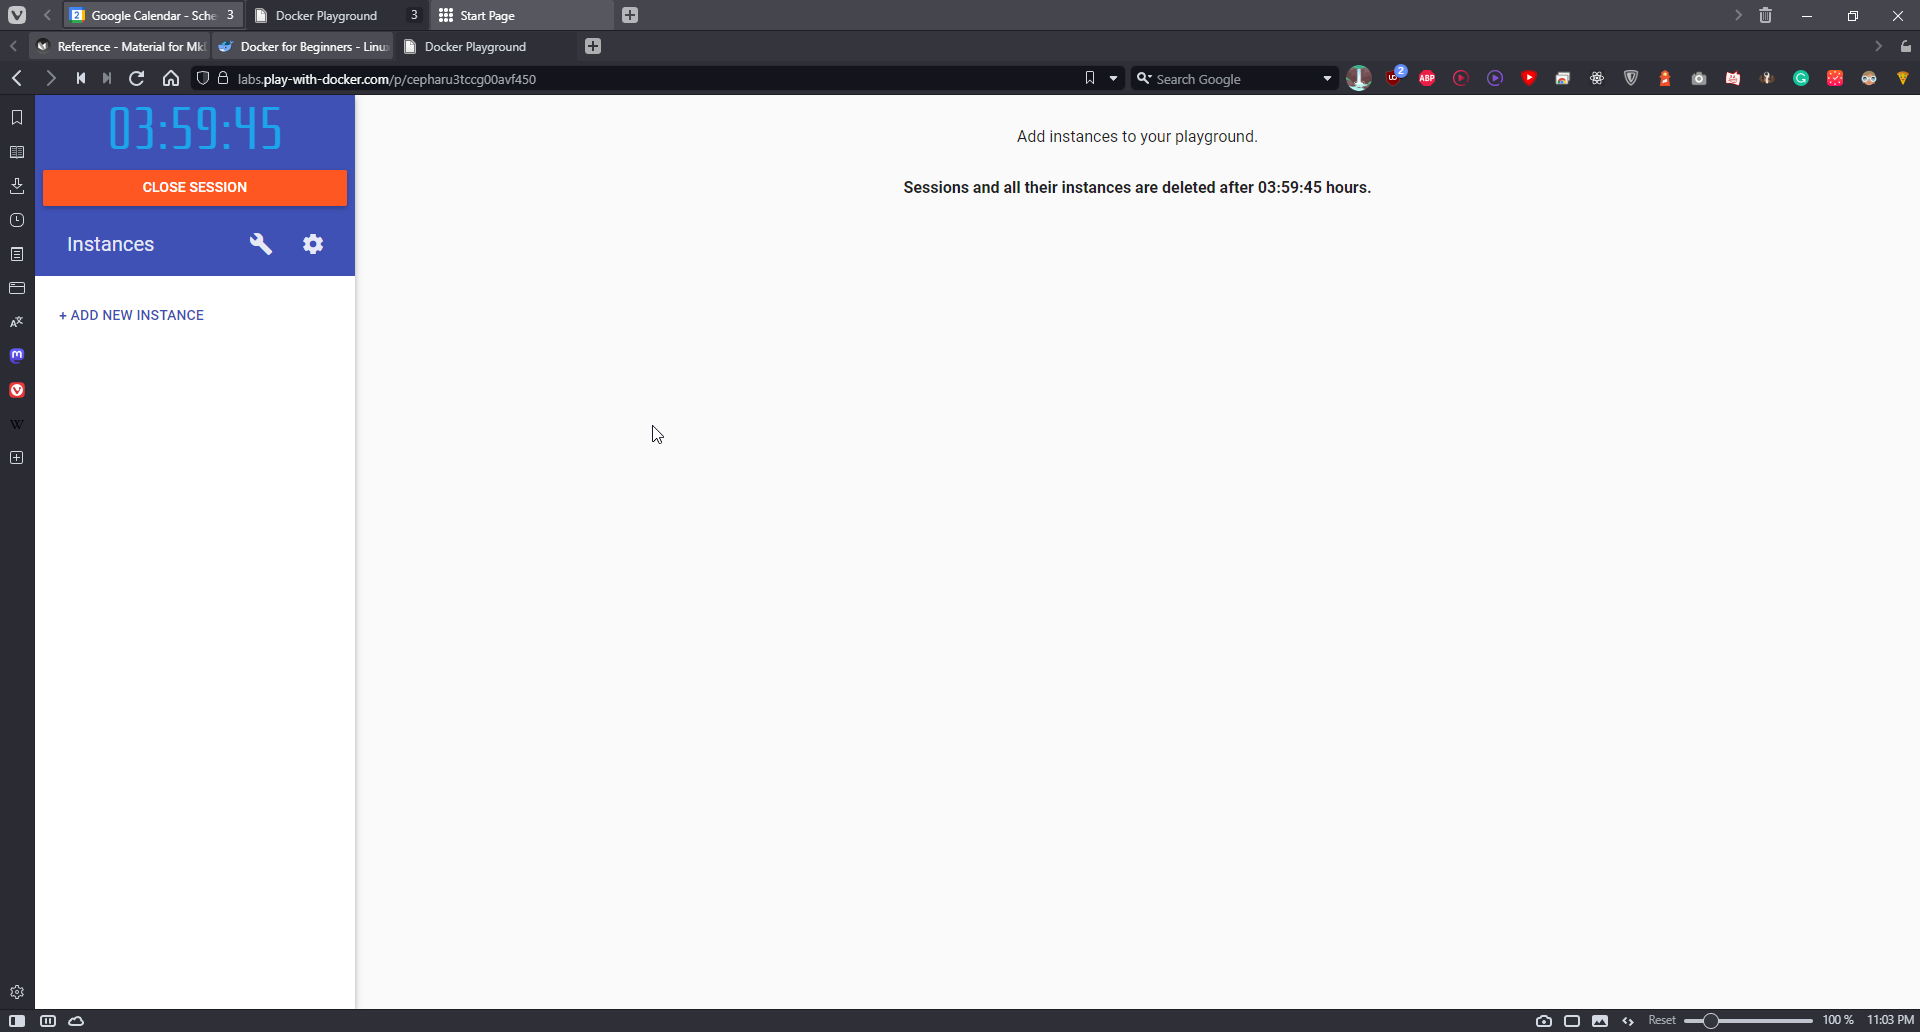 Google Calendar - Sche 3
Docker Playground 3
Start Page
Reference - Material for Mk
Docker for Beginners - Linu
Docker Playground
labs.play-with-docker.com/p/cepharu3tccg00avf450
Search Google
2
ABP
03:59:45
CLOSE SESSION
Instances
+ ADD NEW INSTANCE
Add instances to your playground.
Sessions and all their instances are deleted after 03:59:45 hours.
Reset
100 %
11:03 PM